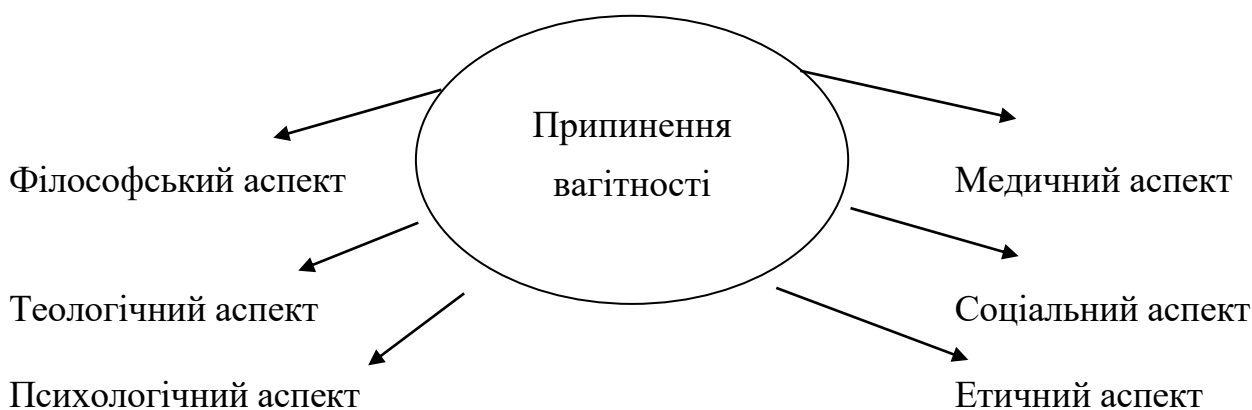 Припинення
вагітності
Філософський аспект
Медичний аспект
Теологічний аспект
Соціальний аспект
Психологічний аспект
Етичний аспект